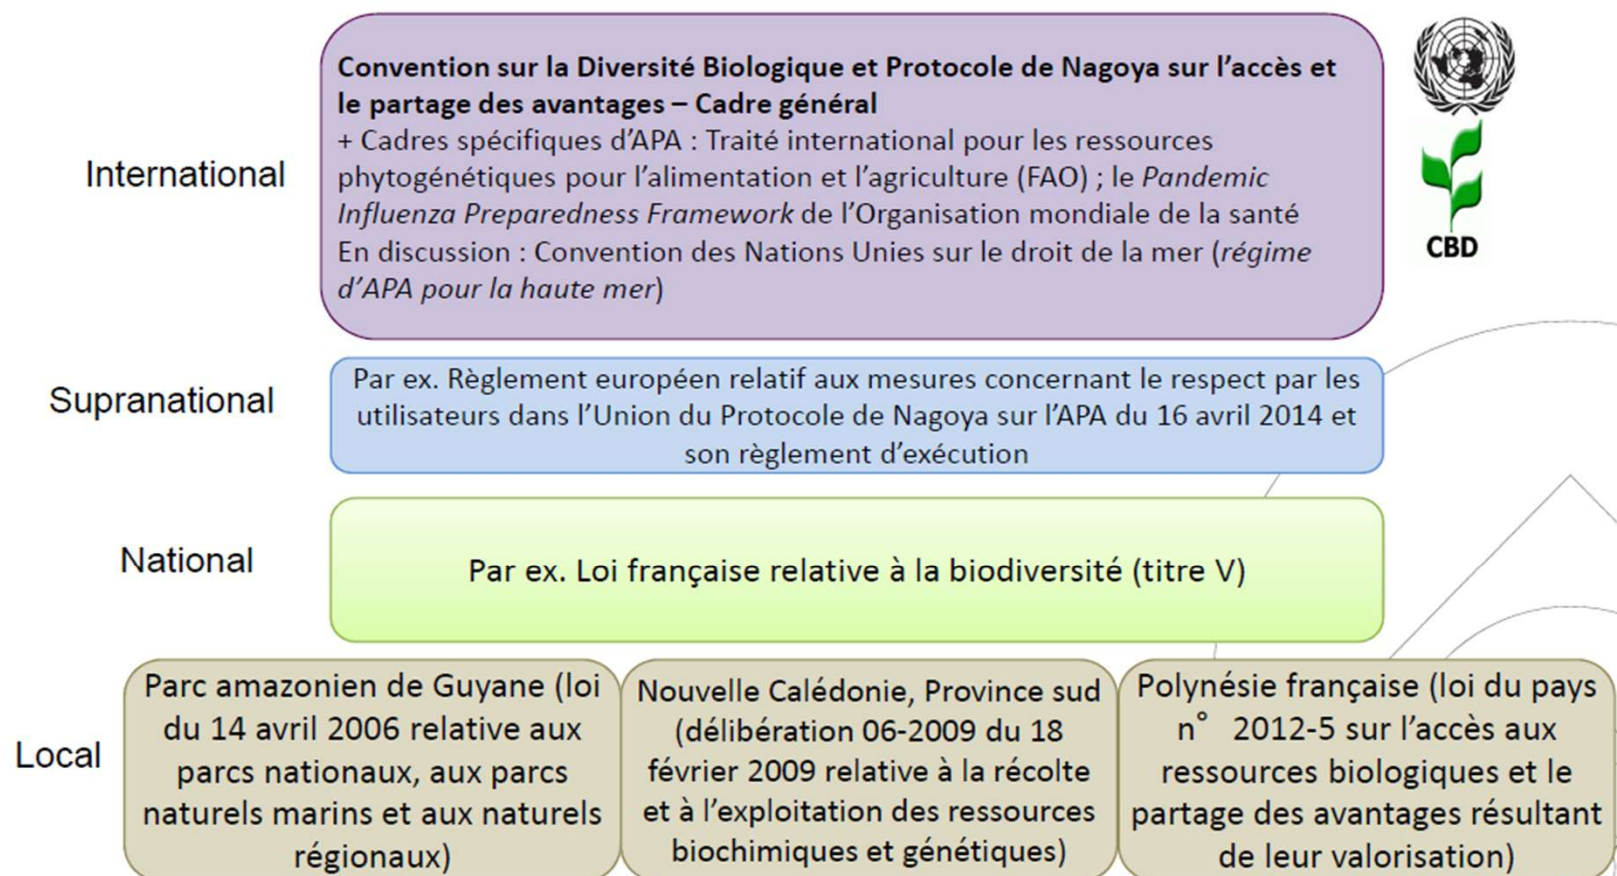 International
Convention sur la Diversité Biologique et Protocole de Nagoya sur l'accès et
le partage des avantages – Cadre général
+ Cadres spécifiques d'APA : Traité international pour les ressources
phytogénétiques pour l'alimentation et l'agriculture (FAO) ; le Pandemic
Influenza Preparedness Framework de l'Organisation mondiale de la santé
En discussion : Convention des Nations Unies sur le droit de la mer (régime
d'APA pour la haute mer)
CBD
Supranational
Par ex. Règlement européen relatif aux mesures concernant le respect par les
utilisateurs dans l'Union du Protocole de Nagoya sur l'APA du 16 avril 2014 et
son règlement d'exécution
National
Par ex. Loi française relative à la biodiversité (titre V)
Local
Parc amazonien de Guyane (loi
du 14 avril 2006 relative aux
parcs nationaux, aux parcs
naturels marins et aux naturels
régionaux)
Nouvelle Calédonie, Province sud
(délibération 06-2009 du 18
février 2009 relative à la récolte
et à l'exploitation des ressources
biochimiques et génétiques)
Polynésie française (loi du pays
n° 2012-5 sur l'accès aux
ressources biologiques et le
partage des avantages résultant
de leur valorisation)